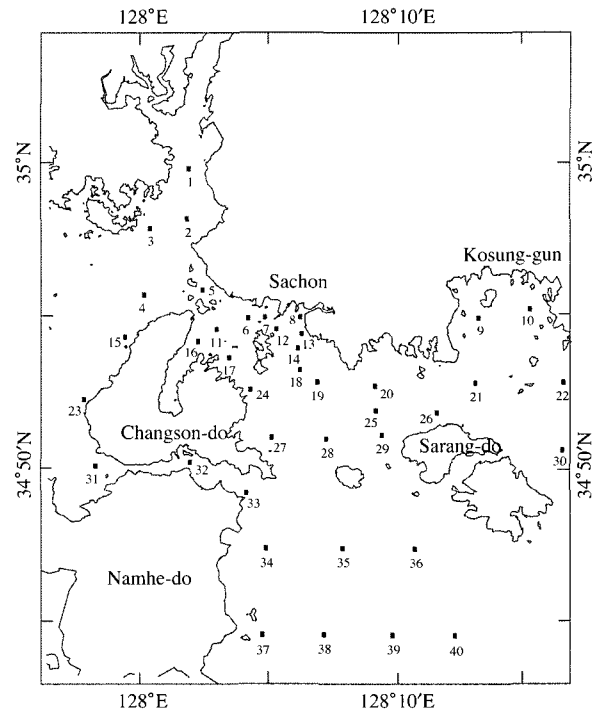 128°E 128°10′E
35°N 35°N
1
2
3
Kosung-gun
Sachon
5
4
6 7 8 9 10
12
15 11 13
16 14
17
18
19 20 21 22
23 24
25 26
Changson-do
27 28 29 Sarang-do
30
34°50′N 34°50′N
31 32
33
34 35 36
Namhe-do
37 38 39 40
128°E 128°10′E